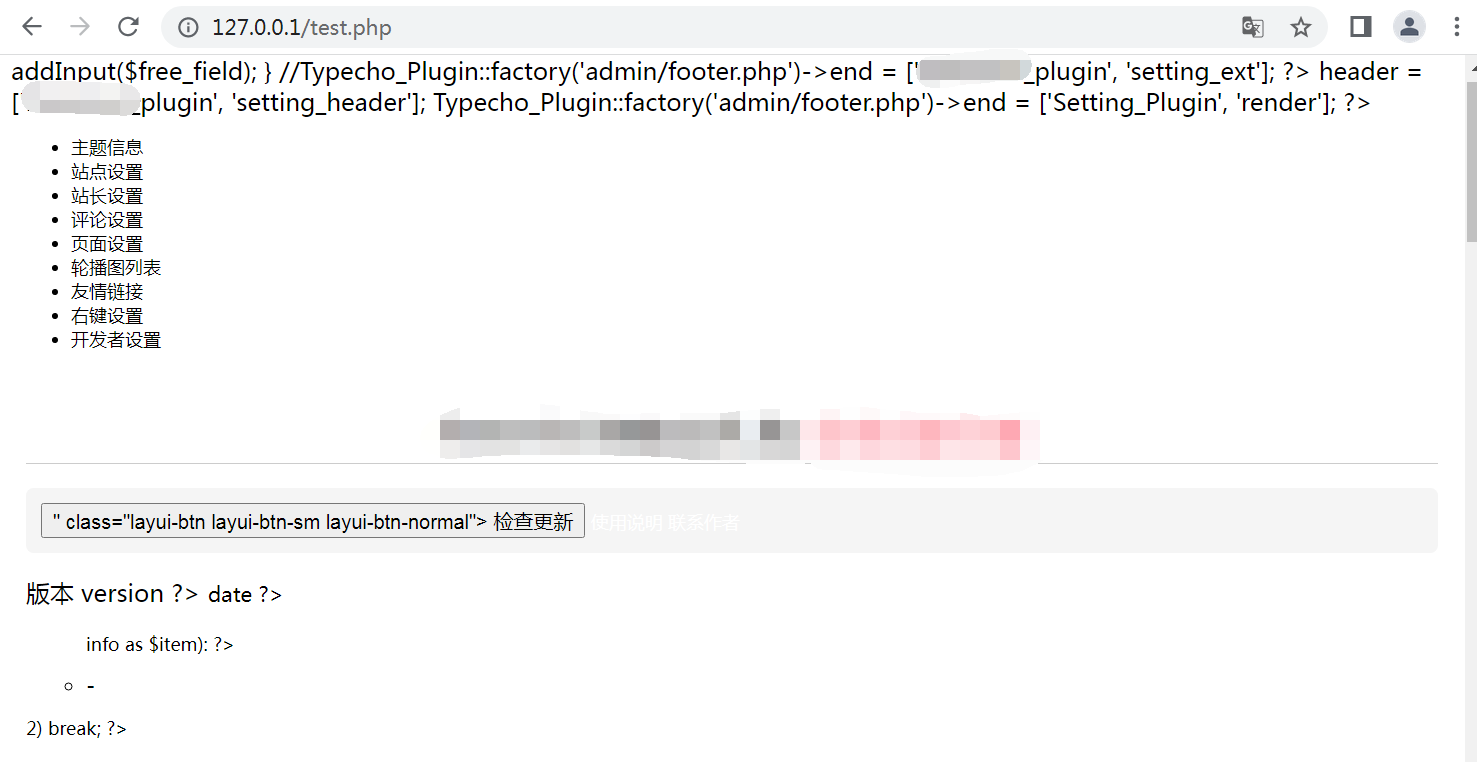 127.0.0.1/test.php
addInput($free_field); } //Typecho_Plugin::factory('admin/footer.php')->end = [' _plugin', 'setting_ext']; ?> header =
[' plugin', 'setting_header']; Typecho_Plugin::factory('admin/footer.php')->end = ['Setting_Plugin', 'render']; ?>
主题信息
站点设置
站长设置
评论设置
页面设置
轮播图列表
友情链接
右键设置
开发者设置
" class="layui-btn layui-btn-sm layui-btn-normal"> 检查更新 使用说明 联系作者
版本 version ?> date ?>
info as $item): ?>
-
2) break; ?>